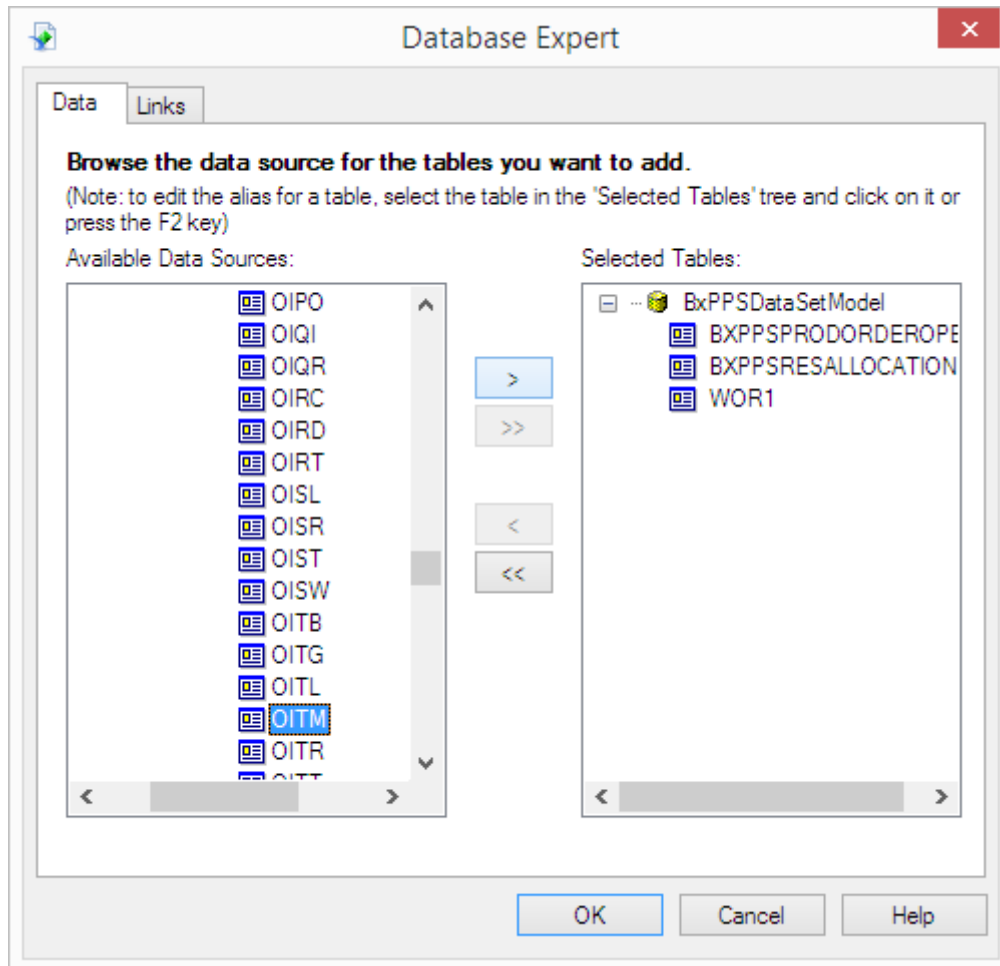 Database Expert
Data
Links
Browse the data source for the tables you want to add.
(Note: to edit the alias for a table, select the table in the 'Selected Tables' tree and click on it or
press the F2 key)
Available Data Sources:
OIPO
OIQI
OIQR
OIRC
OIRD
OIRT
OISL
OISR
OIST
OISW
OITB
OITG
OITL
OITM
OITR
OITT
>
>>
<
<<
Selected Tables:
BxPPSDataSetModel
BXPPSPRODORDEROPE
BXPPSRESALLOCATION
WOR1
OK
Cancel
Help